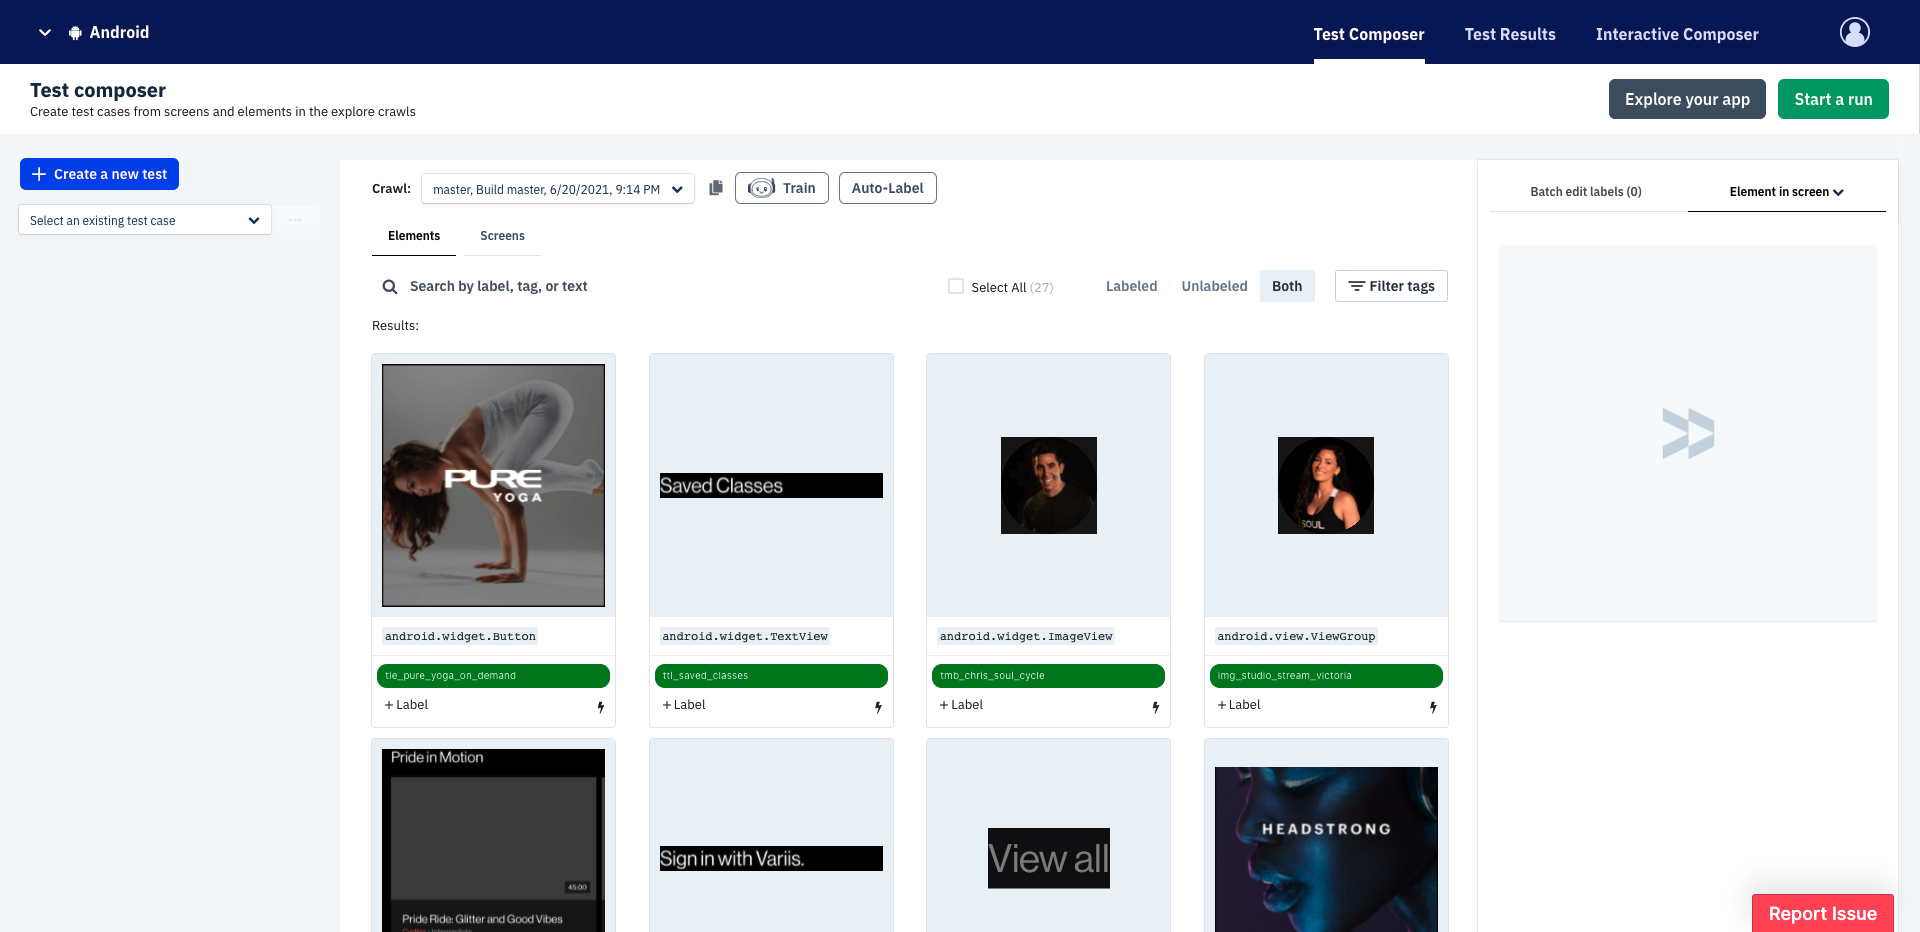 Android
Test Composer
Test Results
Interactive Composer
Test composer
Create test cases from screens and elements in the explore crawls
Explore your app
Start a run
Create a new test
Select an existing test case
Crawl:
master, Build master, 6/20/2021, 9:14 PM
Train
Auto-Label
Batch edit labels (0)
Element in screen
Elements
Screens
Search by label, tag, or text
Select All (27)
Labeled
Unlabeled
Both
Filter tags
Results:
PURE
YOGA
Saved Classes
SOUL
android.widget.Button
android.widget.TextView
android.widget.ImageView
android.view.ViewGroup
tle_pure_yoga_on_demand
ttl_saved_classes
tmb_chris_soul_cycle
img_studio_stream_victoria
+ Label
+ Label
+ Label
+ Label
Pride in Motion
45:00
Pride Ride: Glitter and Good Vibes
Sign in with Variis.
View all
HEADSTRONG
Report Issue